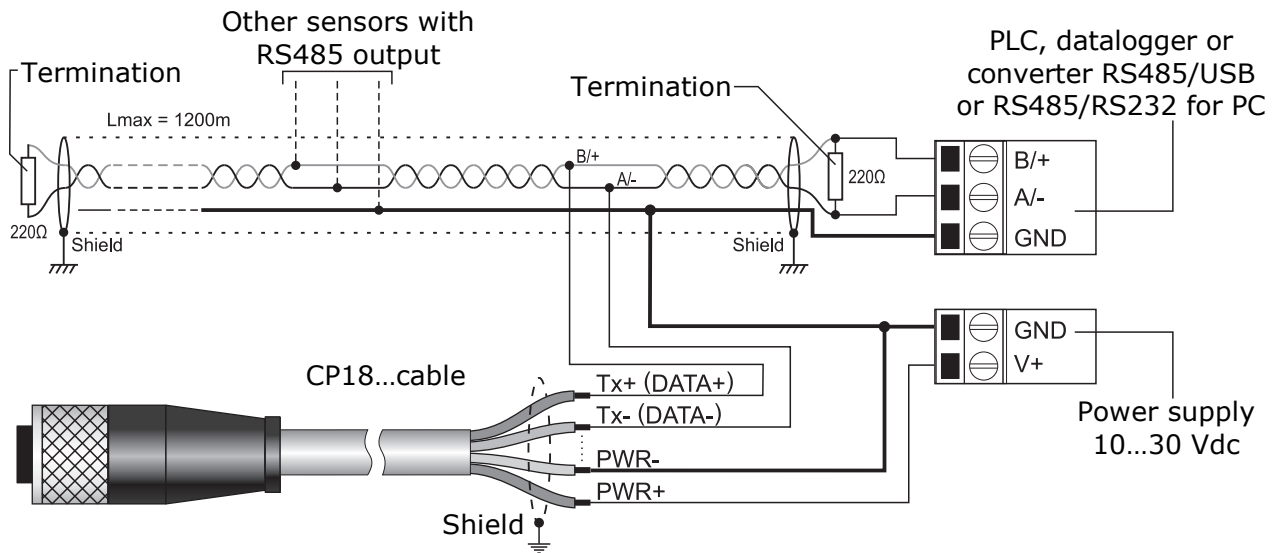 Other sensors with
RS485 output
PLC, datalogger or
converter RS485/USB
or RS485/RS232 for PC
Termination
Termination
Lmax = 1200m
B/+
A/-
220Ω
220Ω
Shield
Shield
B/+
A/-
GND
GND
V+
CP18...cable
Tx+ (DATA+)
Tx- (DATA-)
PWR-
PWR+
Shield
Power supply
10...30 Vdc